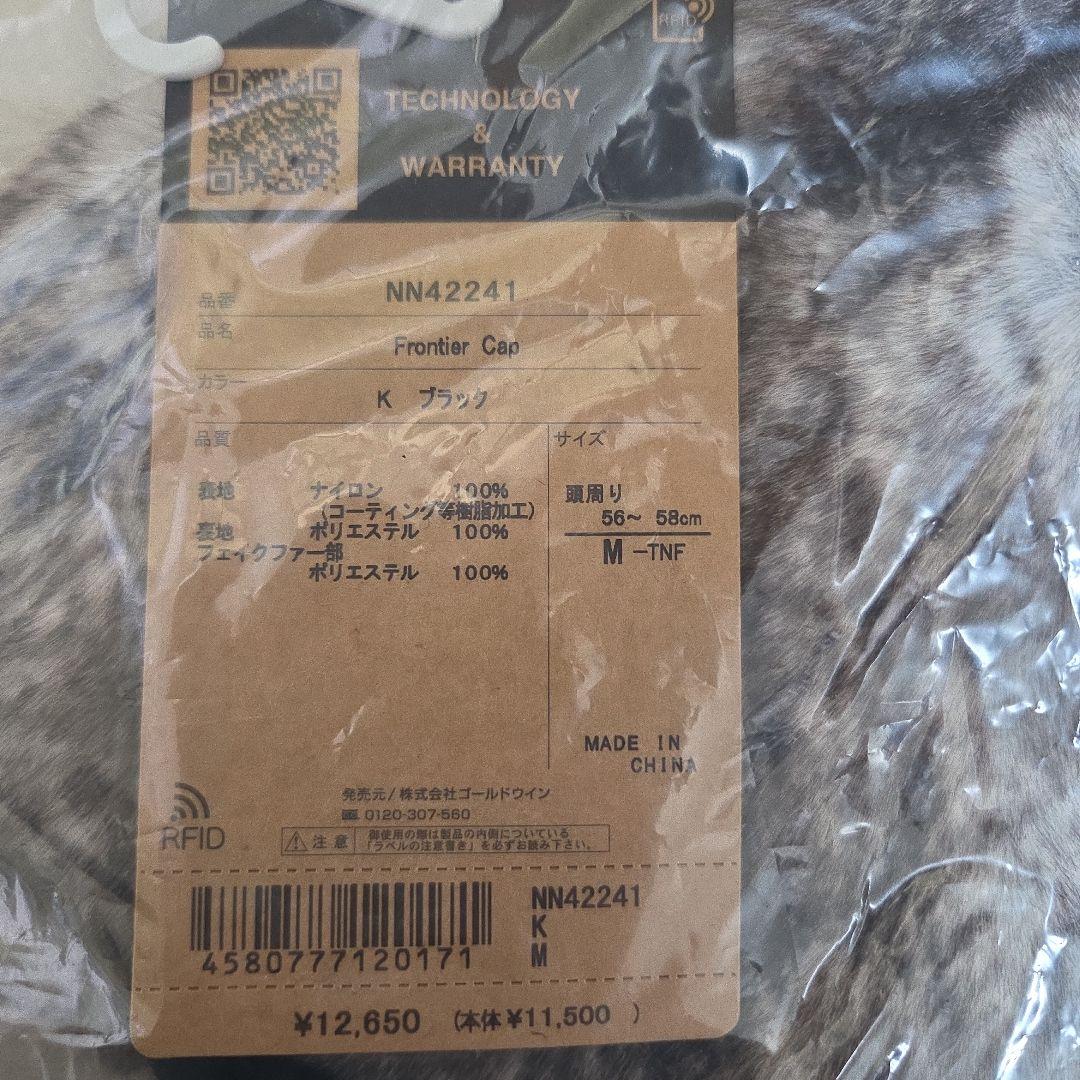 RFID
TECHNOLOGY
&
WARRANTY
品番 NN42241
品名 Frontier Cap
カラー K ブラック
品質 サイズ
表地 ナイロン 100%
(コーティング等樹脂加工)
裏地 ポリエステル 100%
フェイクファー部
ポリエステル 100%
頭周り
56~ 58cm
M -TNF
MADE IN
CHINA
発売元/株式会社ゴールドウイン
0120-307-560
RFID
注意 御使用の際は製品の内側についている
「ラベルの注意書き」を必ずお読み下さい。
NN42241
K
M
4580777120171
¥12,650 (本体¥11,500 )